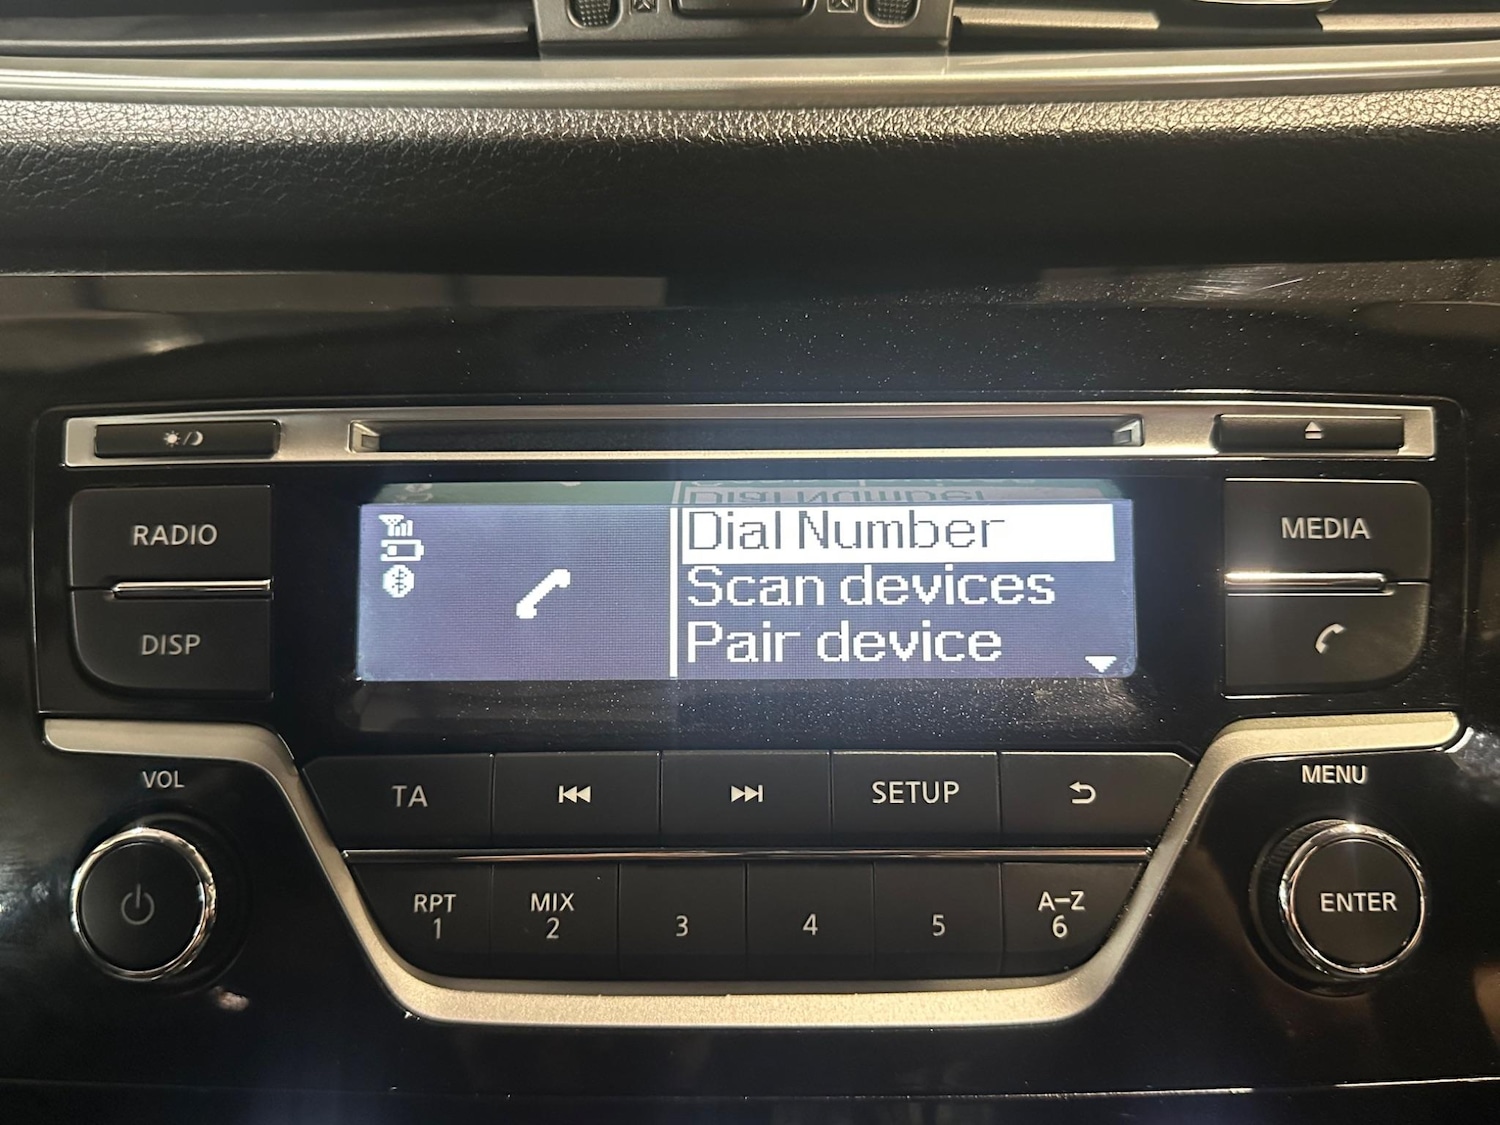 RADIO
DISP
Dial Number
Scan devices
Pair device
MEDIA
VOL
TA
SETUP
MENU
RPT
1
MIX
2
3
4
5
A-Z
6
ENTER